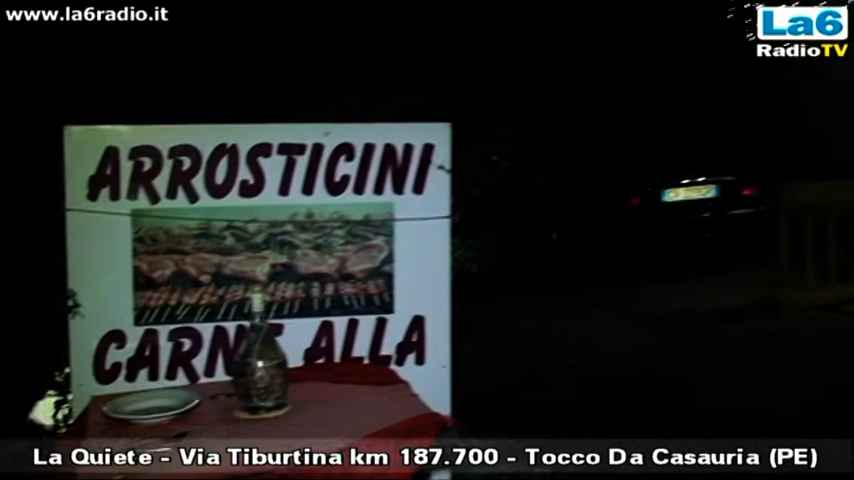 www.la6radio.it
La6
RadioTV
ARROSTICINI
CARNE ALLA
La Quiete - Via Tiburtina km 187.700 - Tocco Da Casauria (PE)